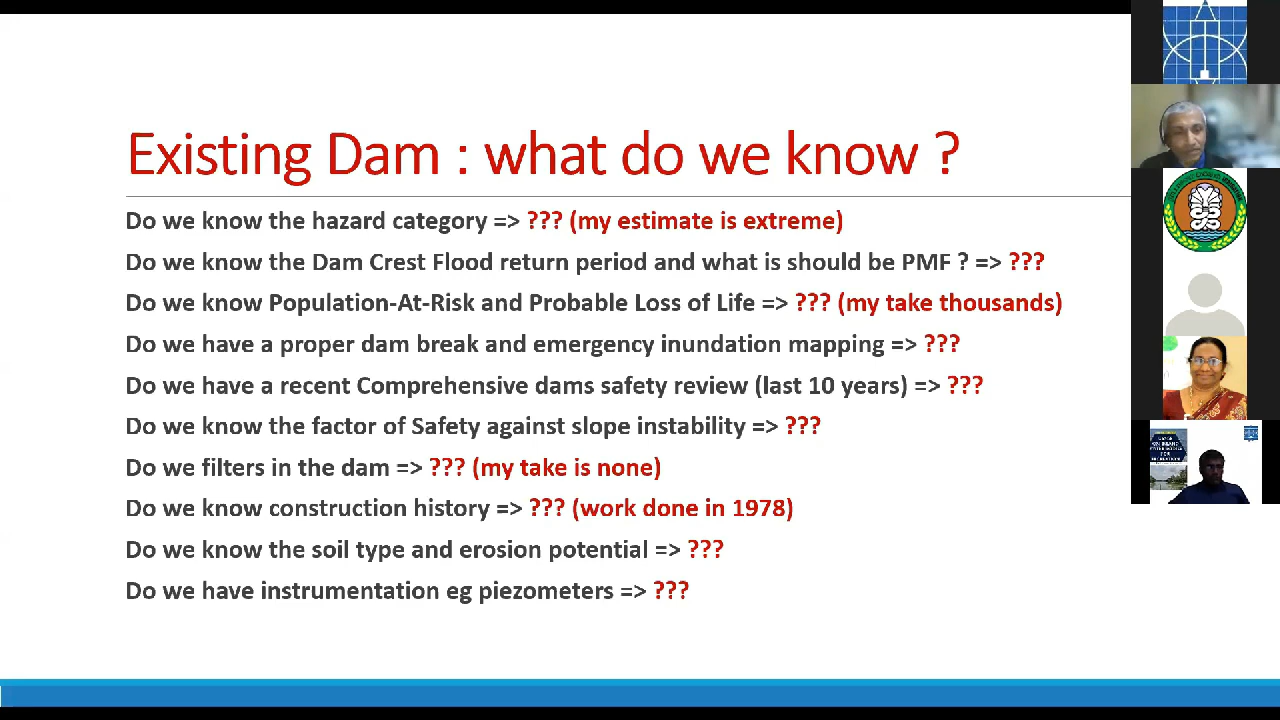 Existing Dam : what do we know ?
Do we know the hazard category => ??? (my estimate is extreme)
Do we know the Dam Crest Flood return period and what is should be PMF ? => ???
Do we know Population-At-Risk and Probable Loss of Life => ??? (my take thousands)
Do we have a proper dam break and emergency inundation mapping => ???
Do we have a recent Comprehensive dams safety review (last 10 years) => ???
Do we know the factor of Safety against slope instability => ???
Do we filters in the dam => ??? (my take is none)
Do we know construction history => ??? (work done in 1978)
Do we know the soil type and erosion potential => ???
Do we have instrumentation eg piezometers => ???